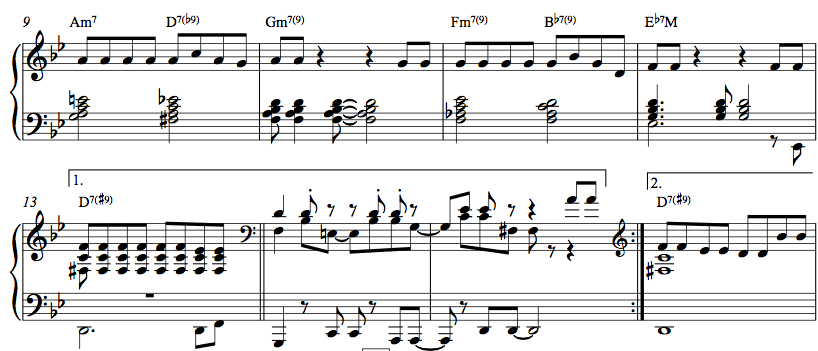 9 Am7 D7(♭9) Gm7(9) Fm7(9) B♭7(9) E♭7M
1. 2.
13 D7(♯9) D7(♯9)